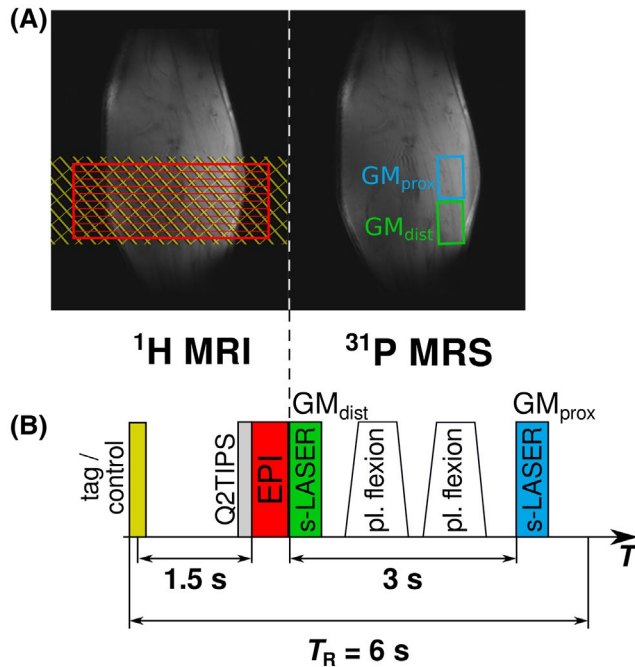 (A)
GMprox
GMdist
¹H MRI
³¹P MRS
(B)
tag /
control
Q2TIPS
EPI
GMdist
s-LASER
pl. flexion
pl. flexion
GMprox
s-LASER
T
1.5 s
3 s
TR = 6 s